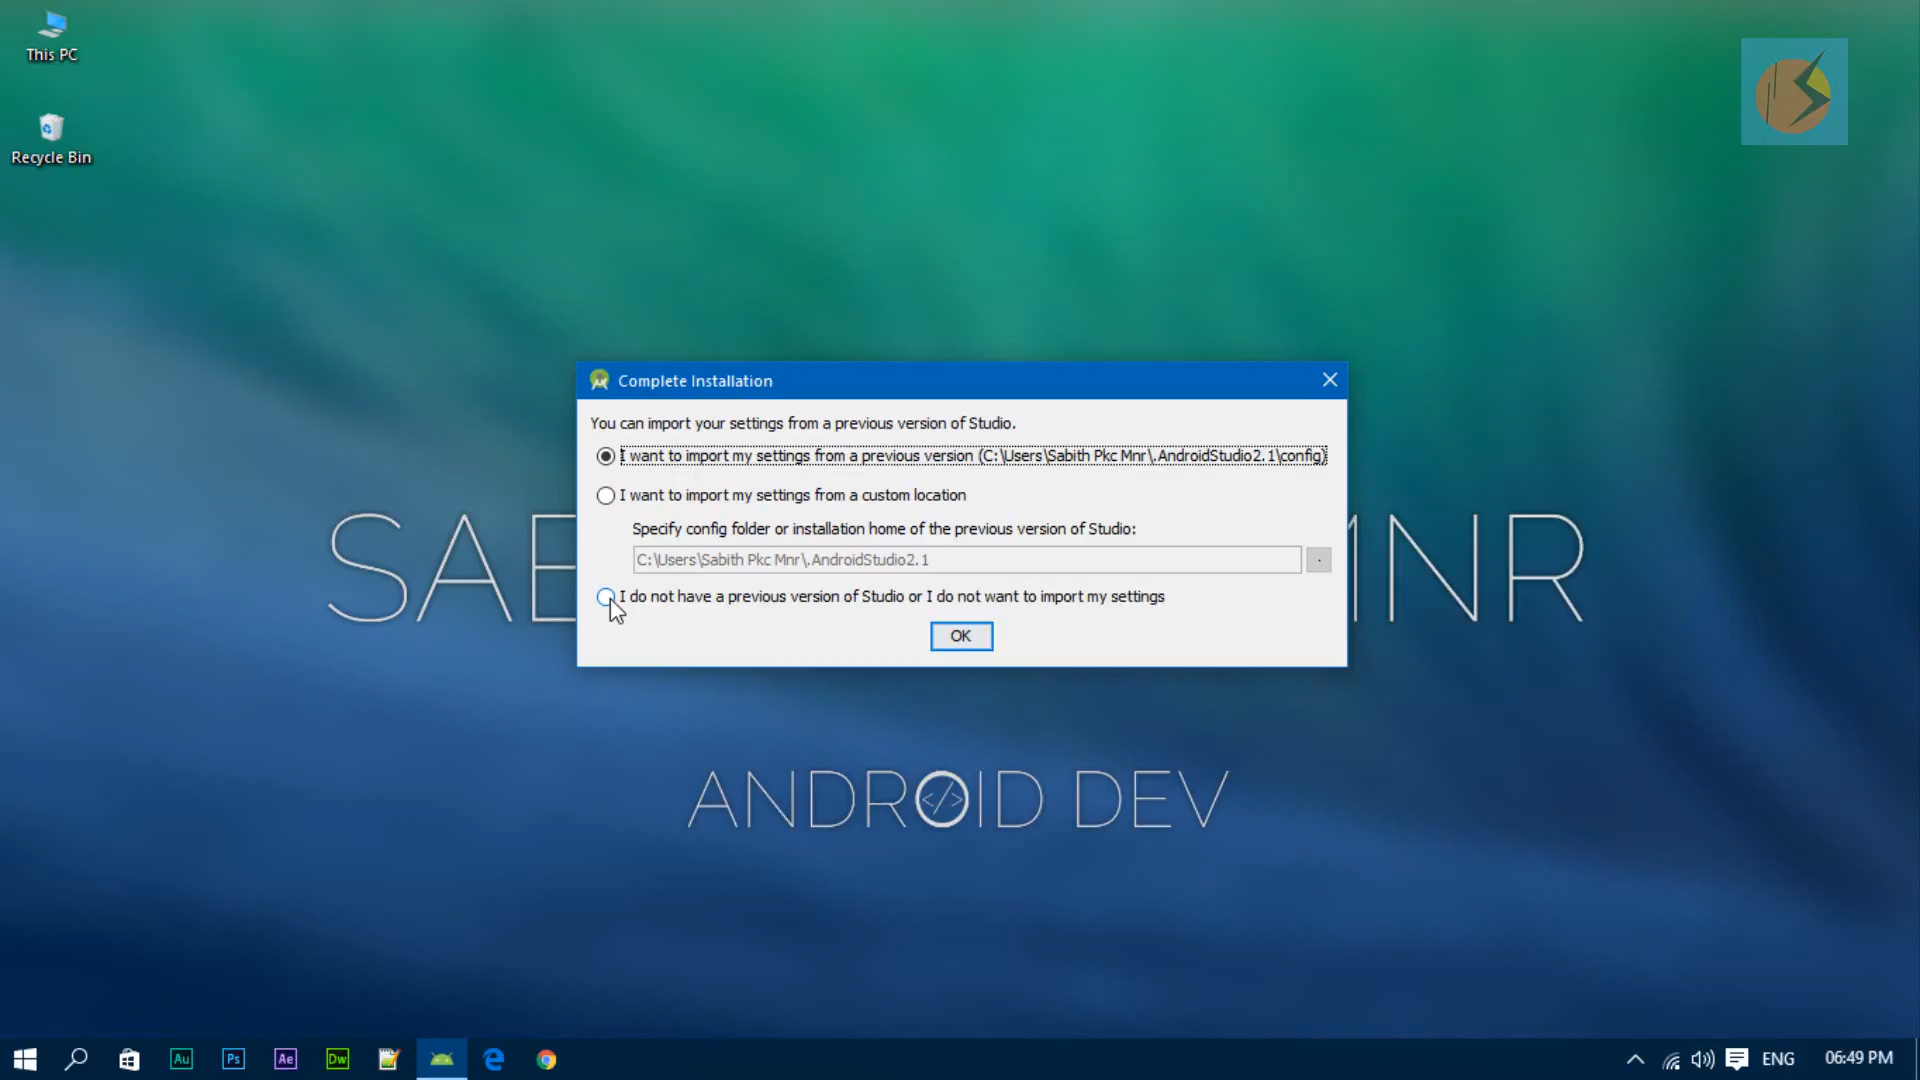 This PC
Recycle Bin
Complete Installation
You can import your settings from a previous version of Studio.
I want to import my settings from a previous version (C:\Users\Sabith Pkc Mnr\.AndroidStudio2.1\config)
I want to import my settings from a custom location
Specify config folder or installation home of the previous version of Studio:
C:\Users\Sabith Pkc Mnr\.AndroidStudio2.1
.
I do not have a previous version of Studio or I do not want to import my settings
OK
ANDROID DEV
</>
Au
Ps
Ae
Dw
ENG
06:49 PM